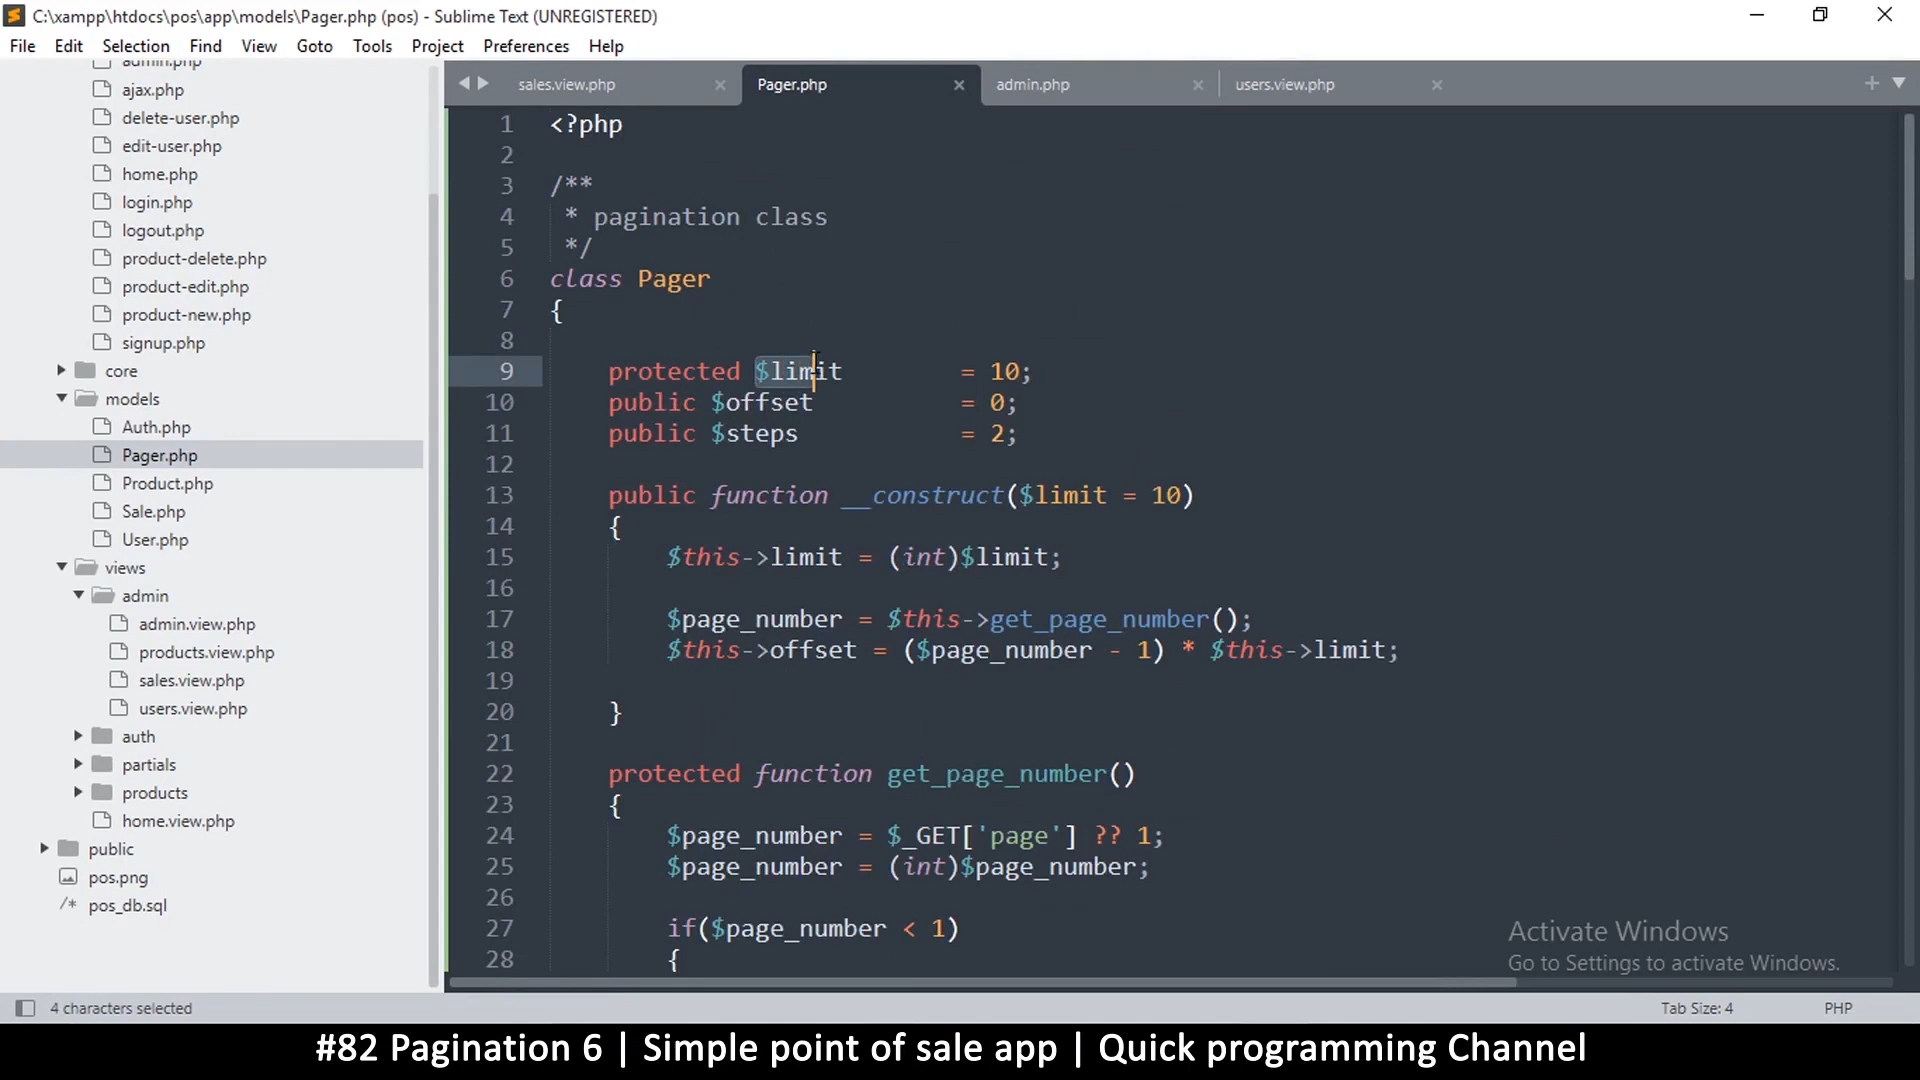 C:\xampp\htdocs\pos\app\models\Pager.php (pos) - Sublime Text (UNREGISTERED)
File Edit Selection Find View Goto Tools Project Preferences Help
admin.php
ajax.php
delete-user.php
edit-user.php
home.php
login.php
logout.php
product-delete.php
product-edit.php
product-new.php
signup.php
core
models
Auth.php
Pager.php
Product.php
Sale.php
User.php
views
admin
admin.view.php
products.view.php
sales.view.php
users.view.php
auth
partials
products
home.view.php
public
pos.png
/* pos_db.sql
sales.view.php Pager.php admin.php users.view.php
1 <?php
2
3 /**
4 * pagination class
5 */
6 class Pager
7 {
8
9 protected $limit = 10;
10 public $offset = 0;
11 public $steps = 2;
12
13 public function __construct($limit = 10)
14 {
15 $this->limit = (int)$limit;
16
17 $page_number = $this->get_page_number();
18 $this->offset = ($page_number - 1) * $this->limit;
19
20 }
21
22 protected function get_page_number()
23 {
24 $page_number = $_GET['page'] ?? 1;
25 $page_number = (int)$page_number;
26
27 if($page_number < 1)
28 {
Activate Windows
Go to Settings to activate Windows.
4 characters selected Tab Size: 4 PHP
#82 Pagination 6 | Simple point of sale app | Quick programming Channel